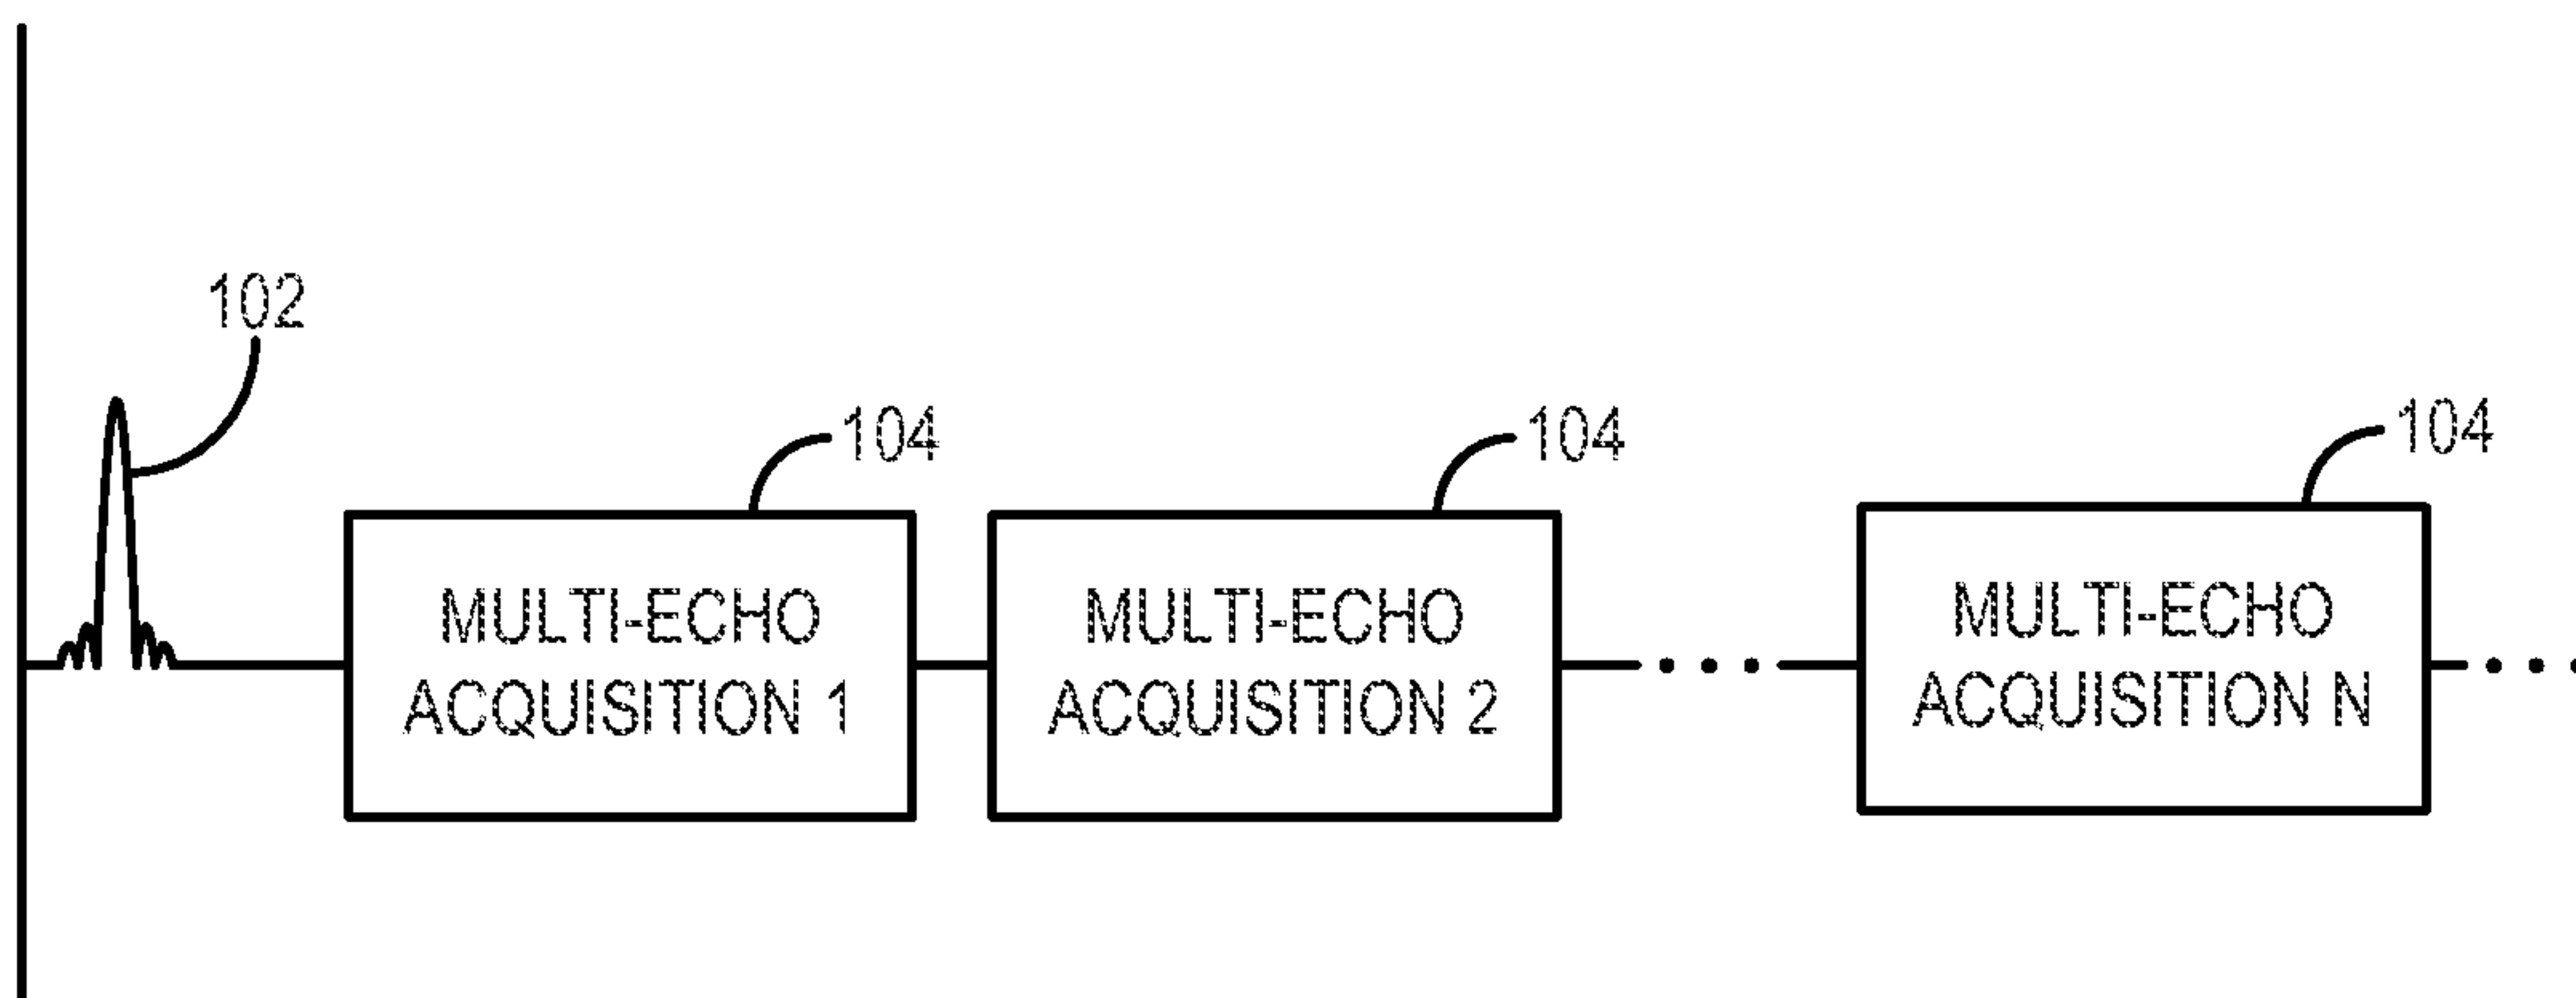 102
104
104
104
MULTI-ECHO
ACQUISITION 1
MULTI-ECHO
ACQUISITION 2
MULTI-ECHO
ACQUISITION N